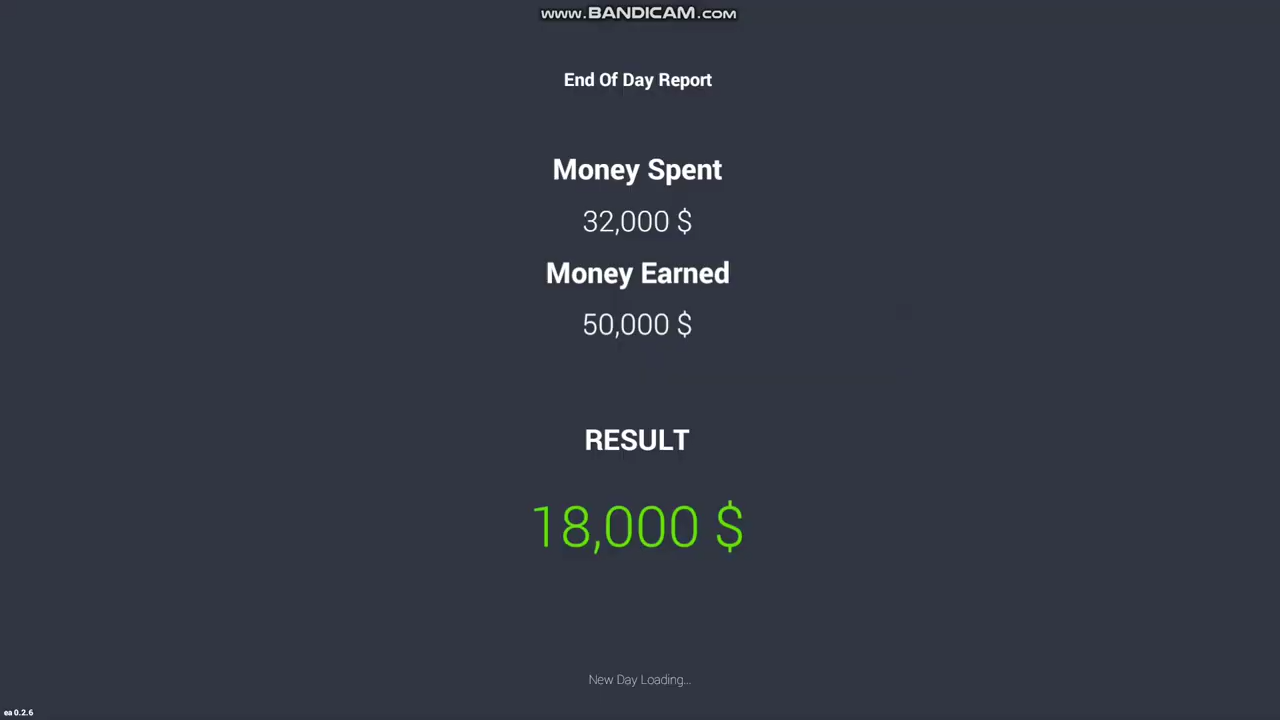 www.BANDICAM.com
End Of Day Report
Money Spent
32,000 $
Money Earned
50,000 $
RESULT
18,000 $
New Day Loading...
ea 0.2.6